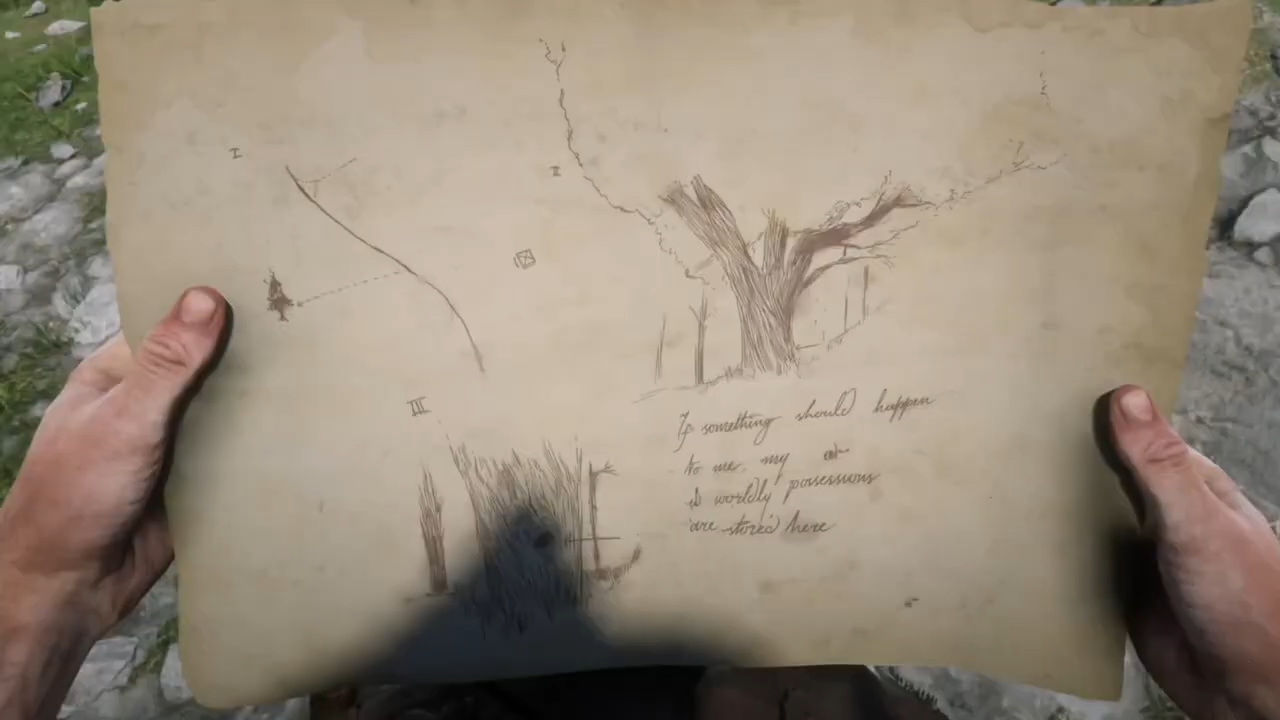 I
II
III
If something should happen
to me, my
worldly possessions
are stored here